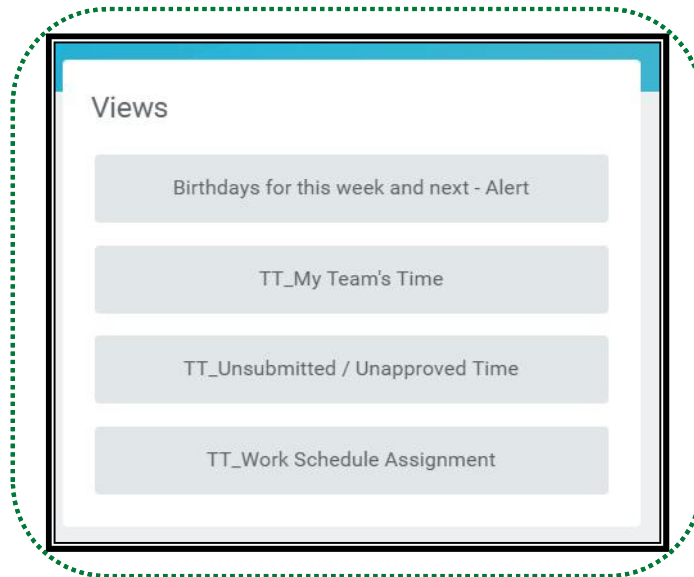 Views
Birthdays for this week and next - Alert
TT_My Team's Time
TT_Unsubmitted / Unapproved Time
TT_Work Schedule Assignment